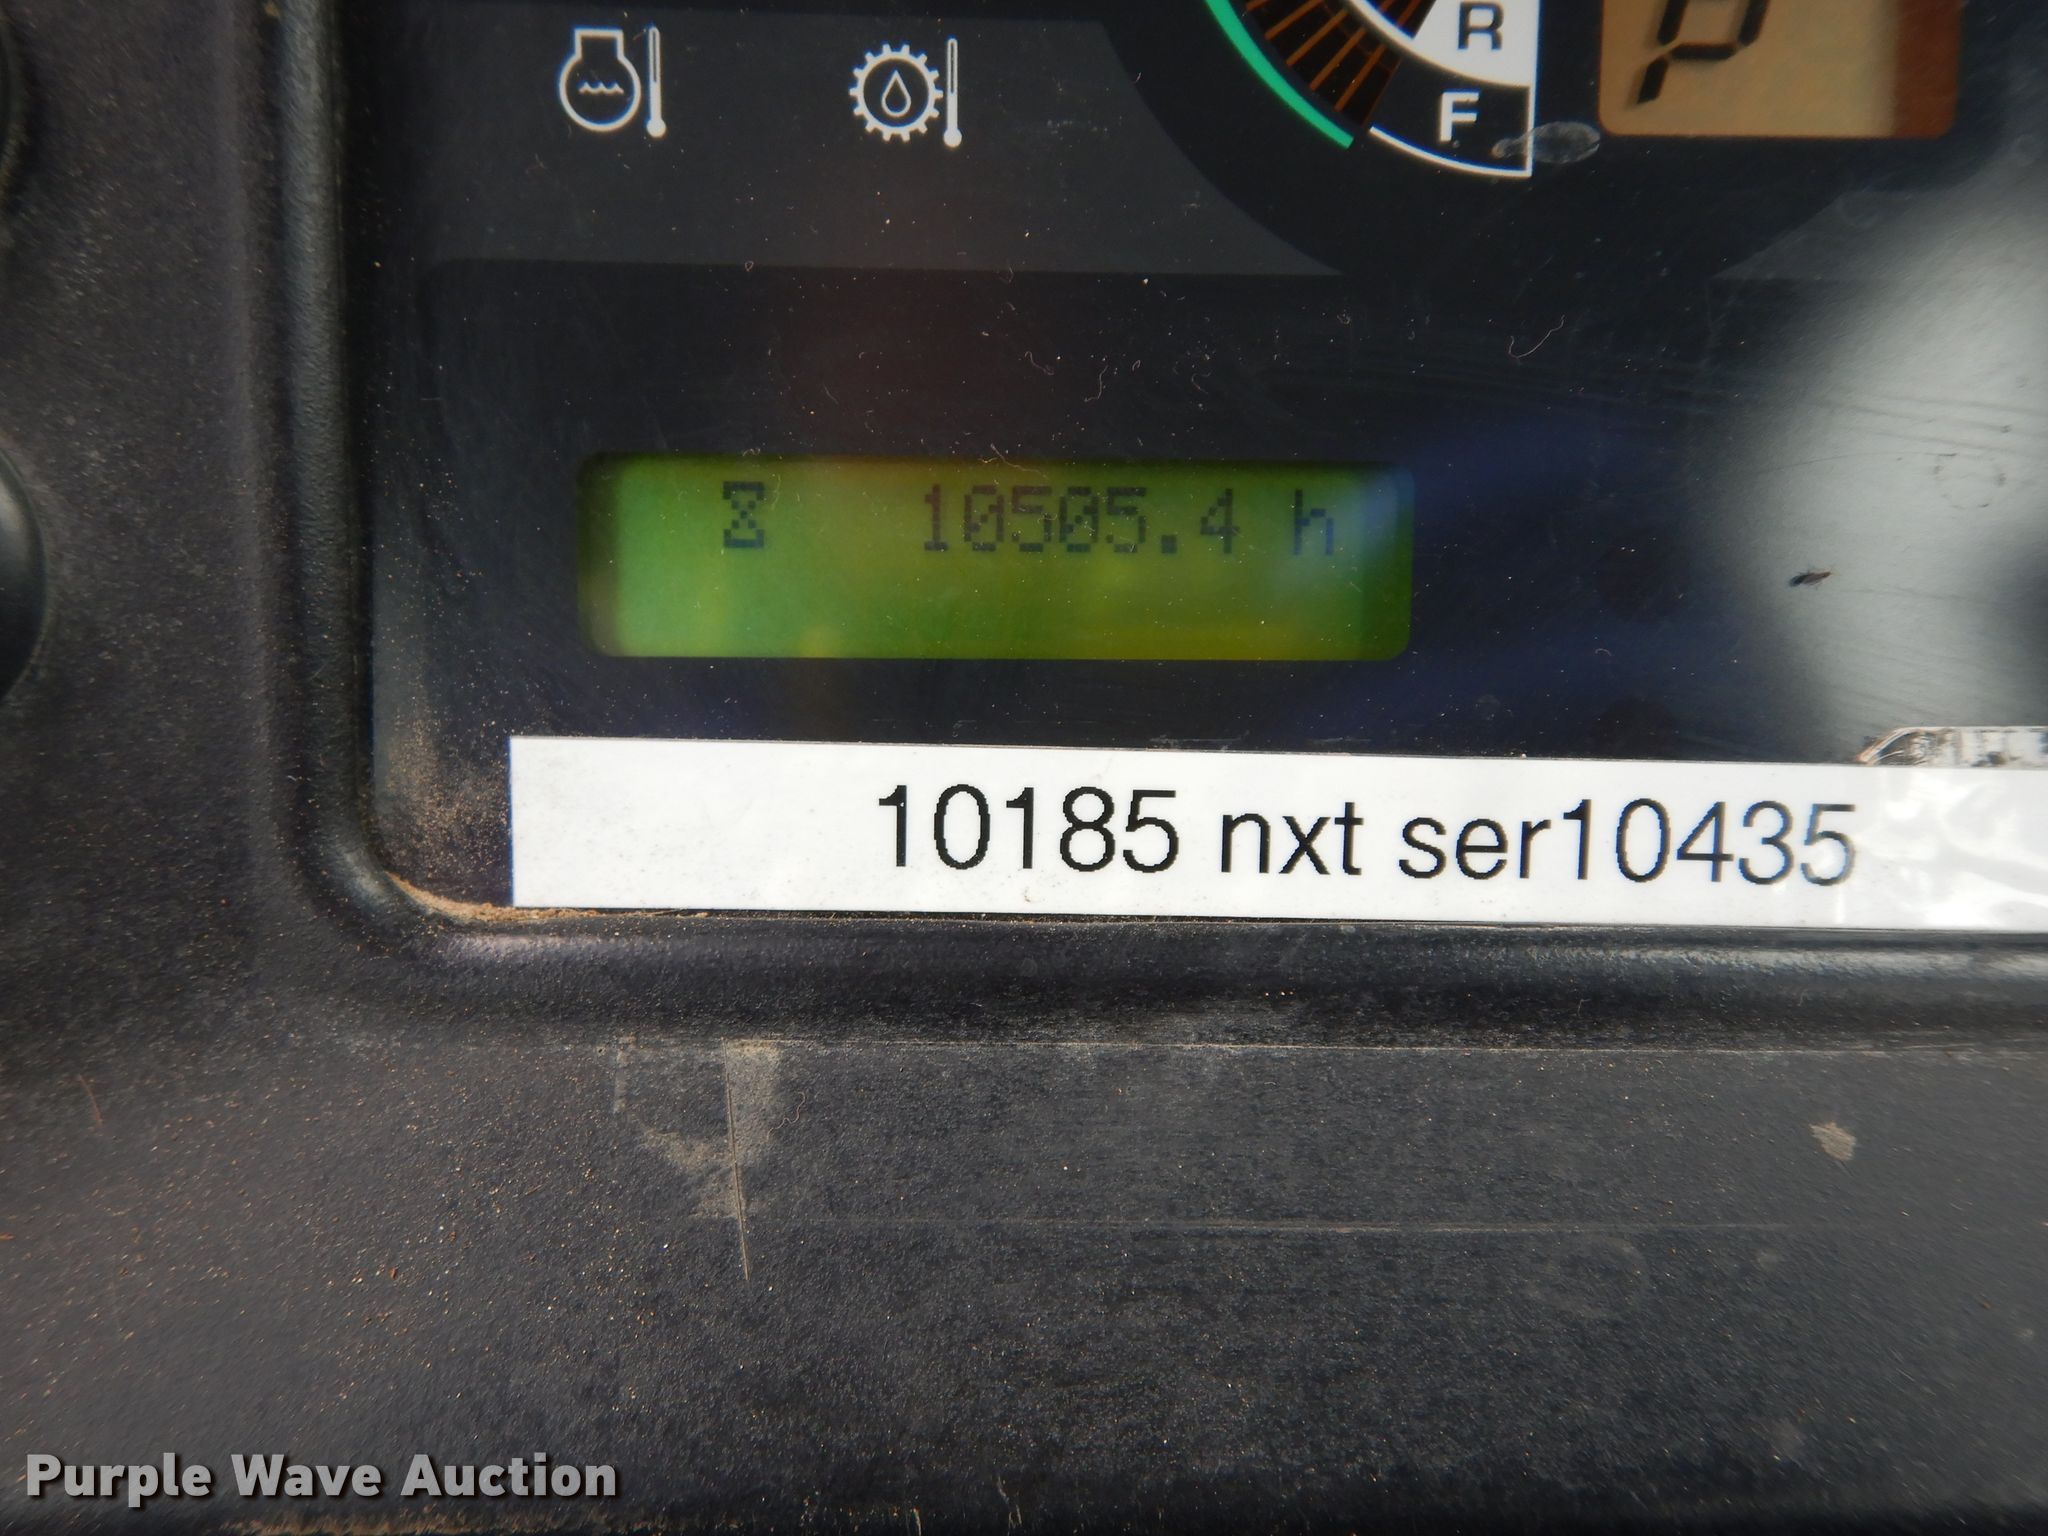 R
F
P
10505.4 h
10185 nxt ser10435
Purple Wave Auction